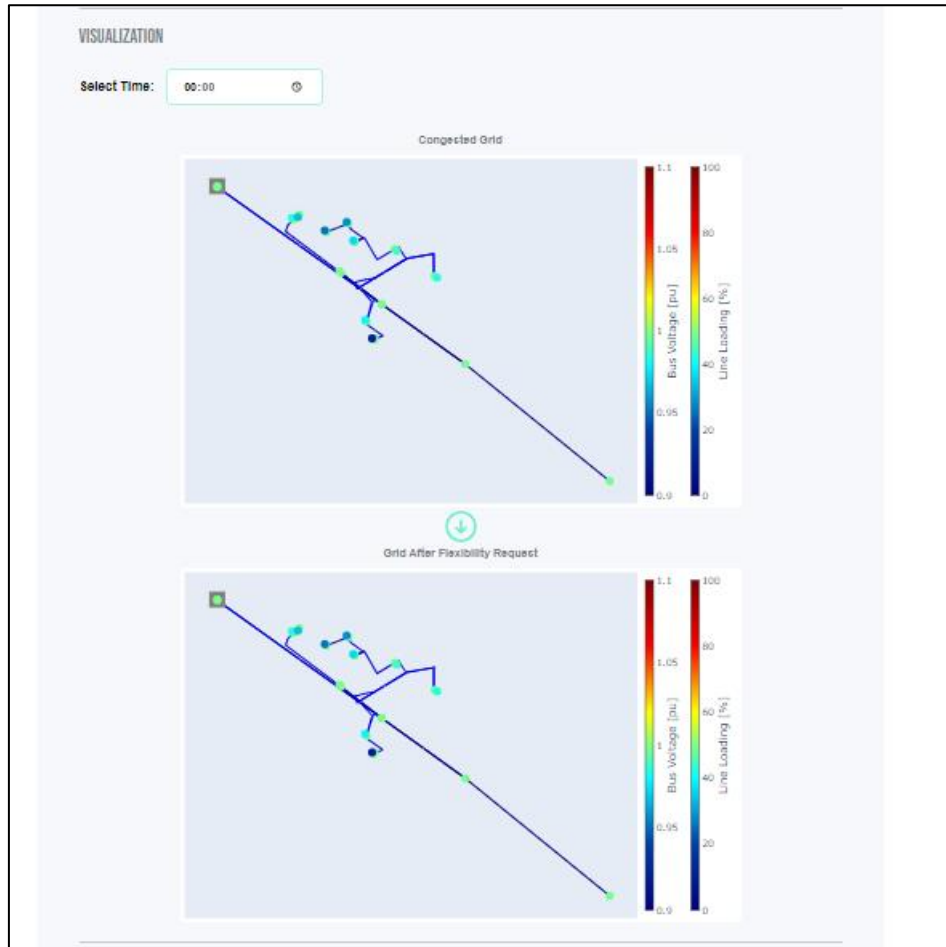 VISUALIZATION
Select Time: 00:00
Congested Grid
1.1
1.05
1
0.95
0.9
Bus Voltage [pu]
100
80
60
40
20
0
Line Loading [%]
Grid After Flexibility Request
1.1
1.05
1
0.95
0.9
Bus Voltage [pu]
100
80
60
40
20
0
Line Loading [%]